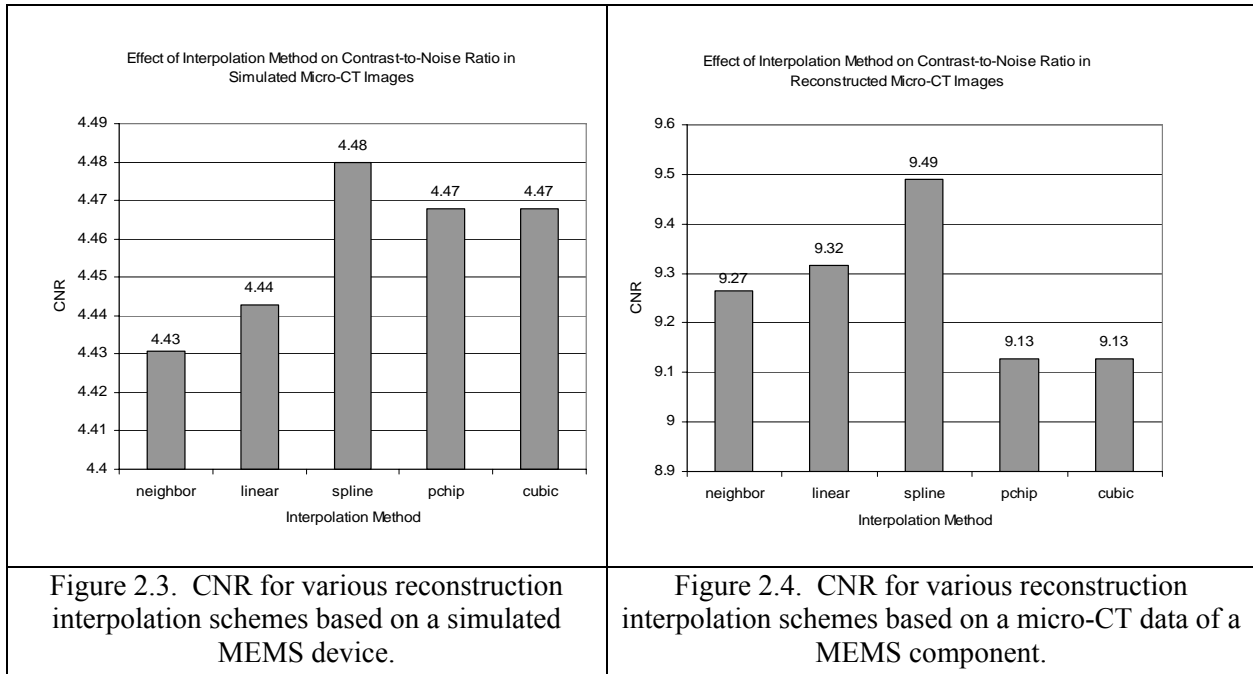 Effect of Interpolation Method on Contrast-to-Noise Ratio in
Simulated Micro-CT Images
4.49
4.48
4.47
4.46
4.45
4.44
4.43
4.42
4.41
4.4
CNR
4.43
4.44
4.48
4.47
4.47
neighbor linear spline pchip cubic
Interpolation Method
Effect of Interpolation Method on Contrast-to-Noise Ratio in
Reconstructed Micro-CT Images
9.6
9.5
9.4
9.3
9.2
9.1
9
8.9
CNR
9.27
9.32
9.49
9.13
9.13
neighbor linear spline pchip cubic
Interpolation Method
Figure 2.3. CNR for various reconstruction
interpolation schemes based on a simulated
MEMS device.
Figure 2.4. CNR for various reconstruction
interpolation schemes based on a micro-CT data of a
MEMS component.